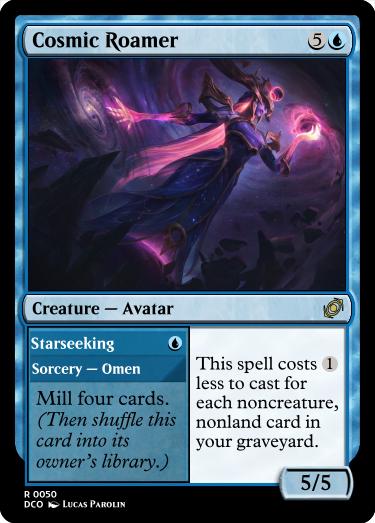 Cosmic Roamer 5
Creature — Avatar
Starseeking
Sorcery — Omen
Mill four cards.
(Then shuffle this
card into its
owner's library.)
This spell costs 1
less to cast for
each noncreature,
nonland card in
your graveyard.
5/5
R 0050
DCO Lucas Parolin